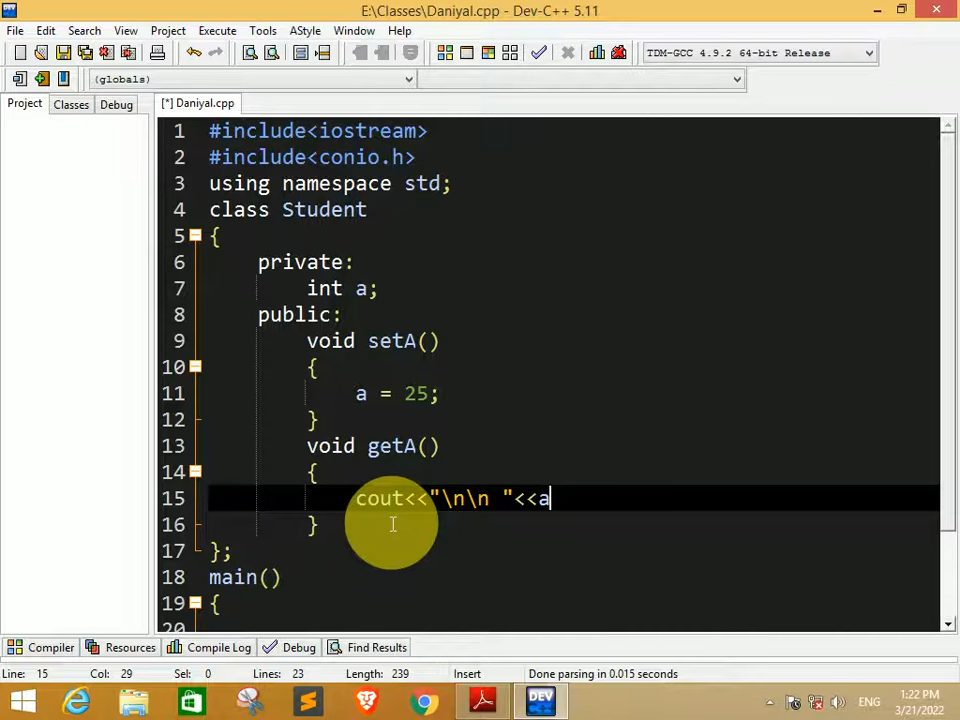 E:\Classes\Daniyal.cpp - Dev-C++ 5.11
File Edit Search View Project Execute Tools AStyle Window Help
TDM-GCC 4.9.2 64-bit Release
(globals)
Project Classes Debug [*] Daniyal.cpp
1 #include<iostream>
2 #include<conio.h>
3 using namespace std;
4 class Student
5 {
6 private:
7 int a;
8 public:
9 void setA()
10 {
11 a = 25;
12 }
13 void getA()
14 {
15 cout<<"\n\n "<<a
16 }
17 };
18 main()
19 {
20
Compiler Resources Compile Log Debug Find Results
Line: 15 Col: 29 Sel: 0 Lines: 23 Length: 239 Insert Done parsing in 0.015 seconds
DEV
ENG
1:22 PM
3/21/2022